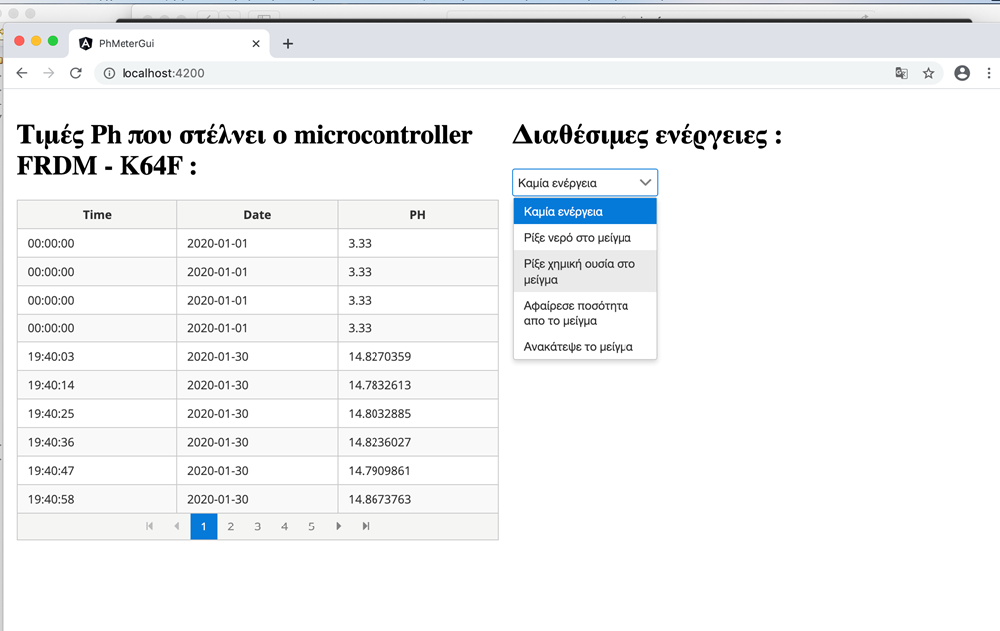 PhMeterGui
localhost:4200
Τιμές Ph που στέλνει ο microcontroller
FRDM - K64F :
Time Date PH
00:00:00 2020-01-01 3.33
00:00:00 2020-01-01 3.33
00:00:00 2020-01-01 3.33
00:00:00 2020-01-01 3.33
19:40:03 2020-01-30 14.8270359
19:40:14 2020-01-30 14.7832613
19:40:25 2020-01-30 14.8032885
19:40:36 2020-01-30 14.8236027
19:40:47 2020-01-30 14.7909861
19:40:58 2020-01-30 14.8673763
1 2 3 4 5
Διαθέσιμες ενέργειες :
Καμία ενέργεια
Καμία ενέργεια
Ρίξε νερό στο μείγμα
Ρίξε χημική ουσία στο
μείγμα
Αφαίρεσε ποσότητα
απο το μείγμα
Ανακάτεψε το μείγμα